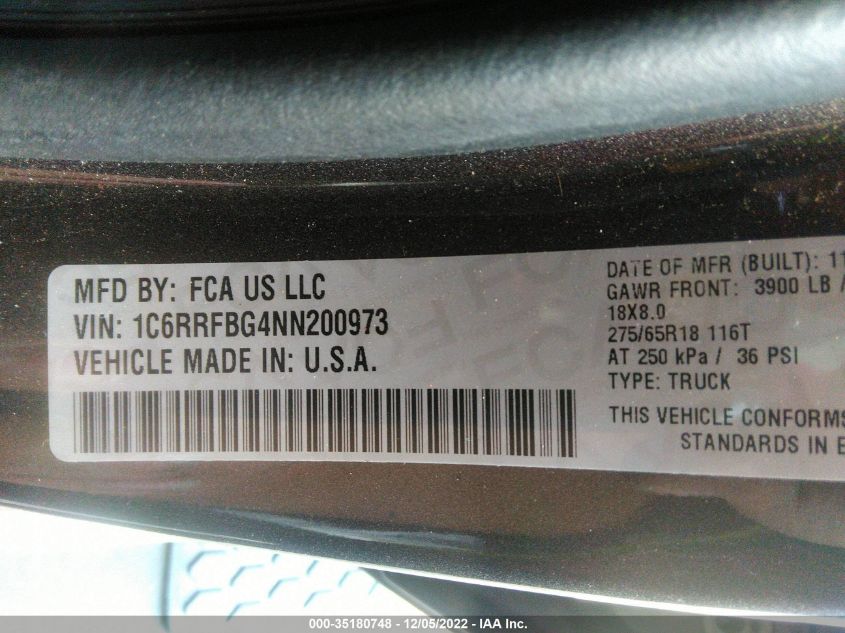 MFD BY: FCA US LLC
VIN: 1C6RRFBG4NN200973
VEHICLE MADE IN: U.S.A.
DATE OF MFR (BUILT): 11
GAWR FRONT: 3900 LB /
18X8.0
275/65R18 116T
AT 250 kPa / 36 PSI
TYPE: TRUCK
THIS VEHICLE CONFORMS
STANDARDS IN E
000-35180748 - 12/05/2022 - IAA Inc.